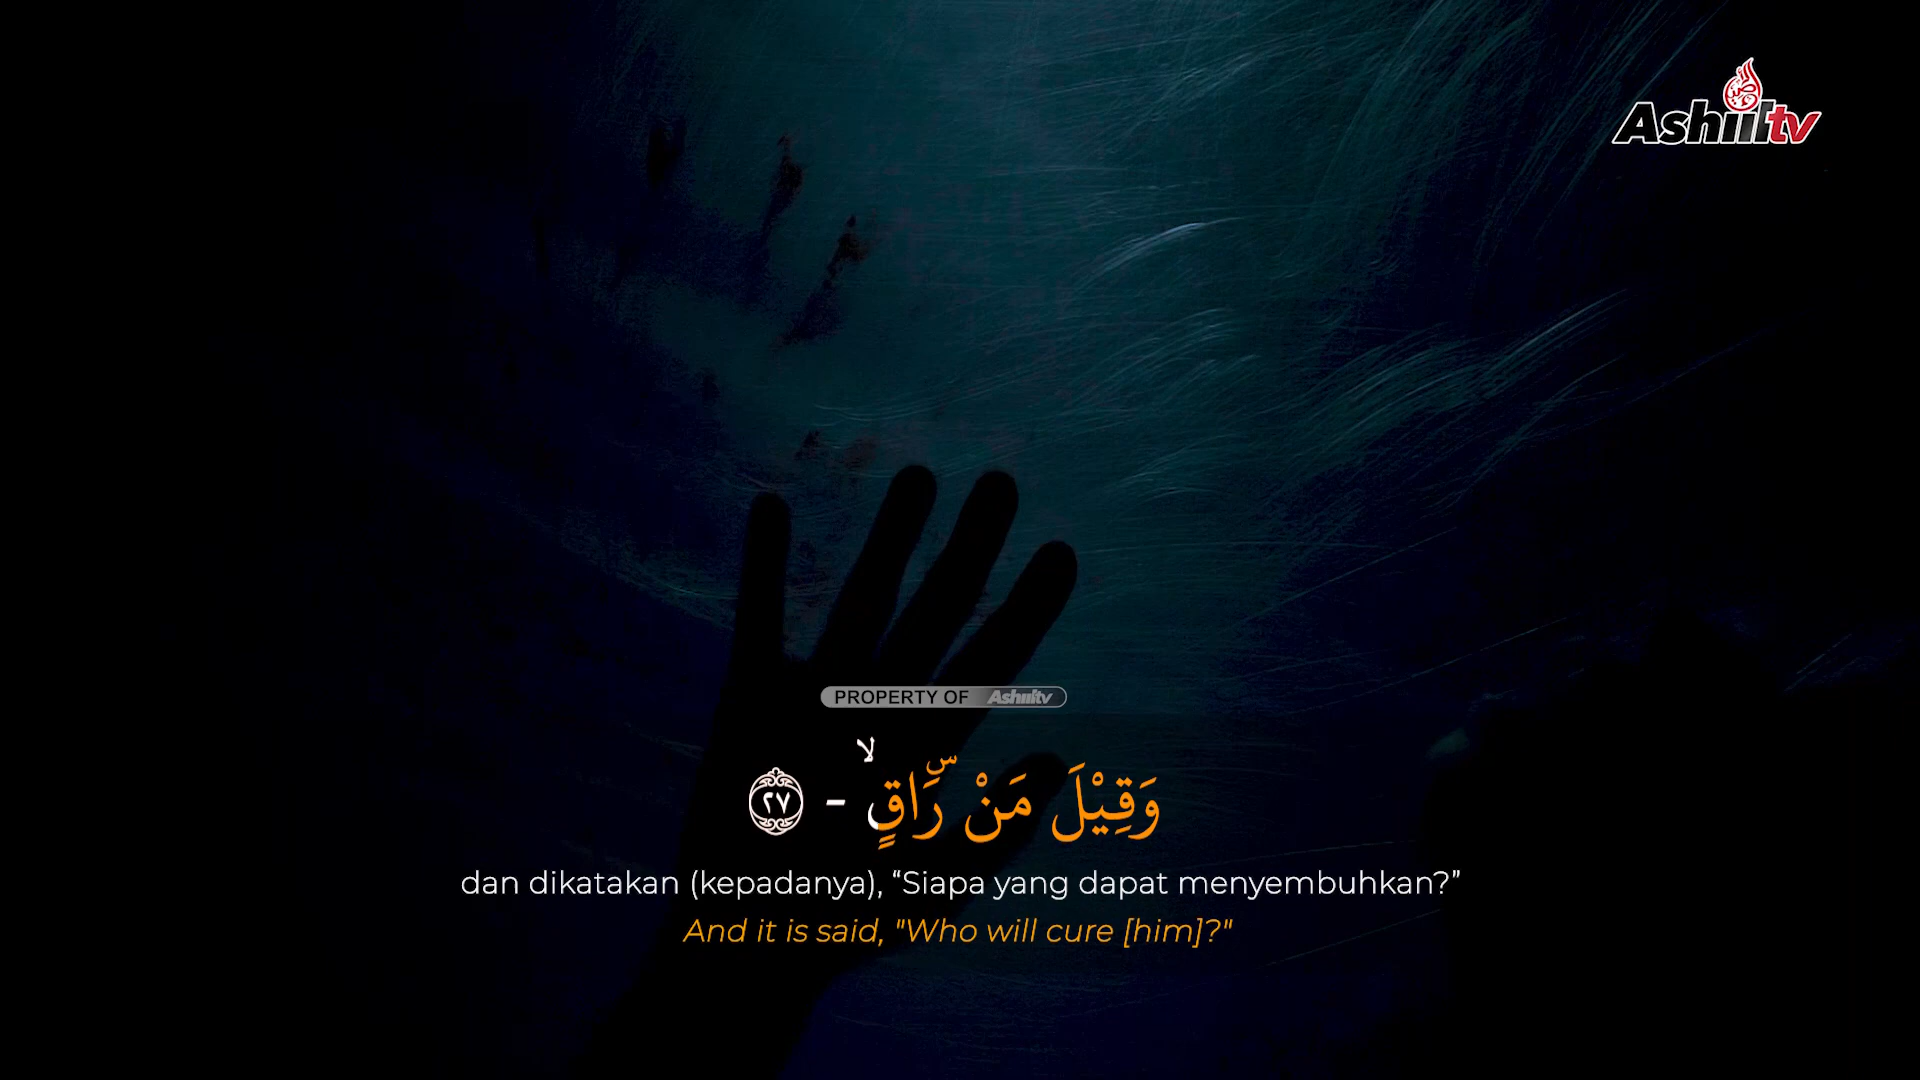 Ashiiltv
PROPERTY OF Ashiiltv
وَقِيْلَ مَنْ ۜرَّاقٍۙ - ٢٧
dan dikatakan (kepadanya), “Siapa yang dapat menyembuhkan?”
And it is said, "Who will cure [him]?"